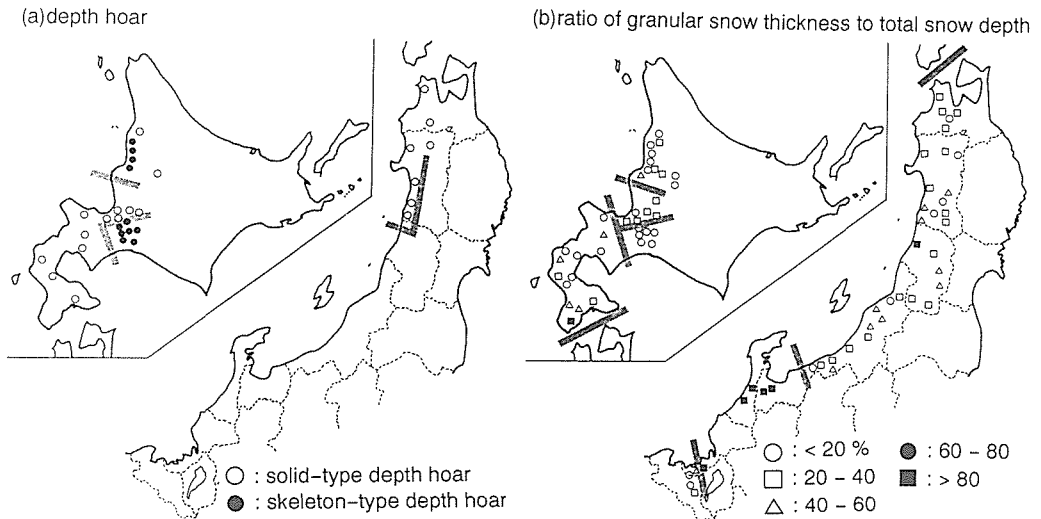 (a)depth hoar
(b)ratio of granular snow thickness to total snow depth
: solid-type depth hoar
: skeleton-type depth hoar
: < 20 %
: 20 - 40
: 40 - 60
: 60 - 80
: > 80